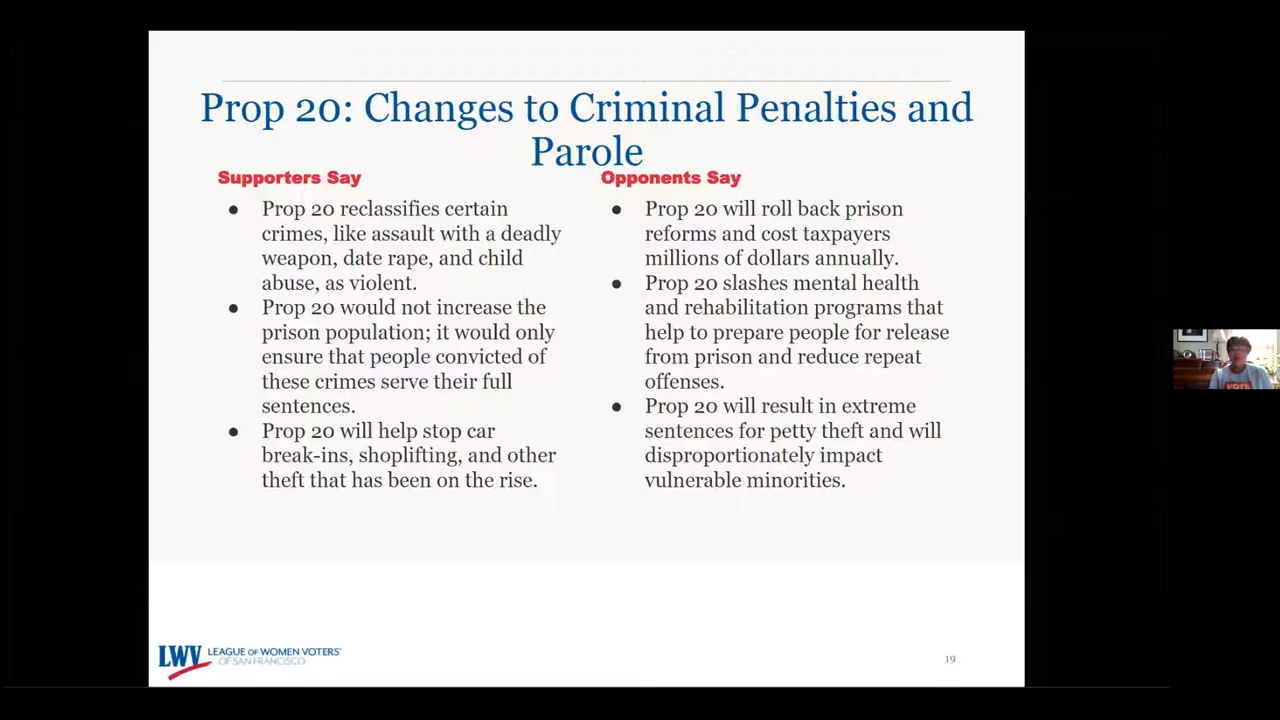 Prop 20: Changes to Criminal Penalties and
Parole
Supporters Say
● Prop 20 reclassifies certain
crimes, like assault with a deadly
weapon, date rape, and child
abuse, as violent.
● Prop 20 would not increase the
prison population; it would only
ensure that people convicted of
these crimes serve their full
sentences.
● Prop 20 will help stop car
break-ins, shoplifting, and other
theft that has been on the rise.
Opponents Say
● Prop 20 will roll back prison
reforms and cost taxpayers
millions of dollars annually.
● Prop 20 slashes mental health
and rehabilitation programs that
help to prepare people for release
from prison and reduce repeat
offenses.
● Prop 20 will result in extreme
sentences for petty theft and will
disproportionately impact
vulnerable minorities.
LWV LEAGUE OF WOMEN VOTERS®
OF SAN FRANCISCO
19
VOTE